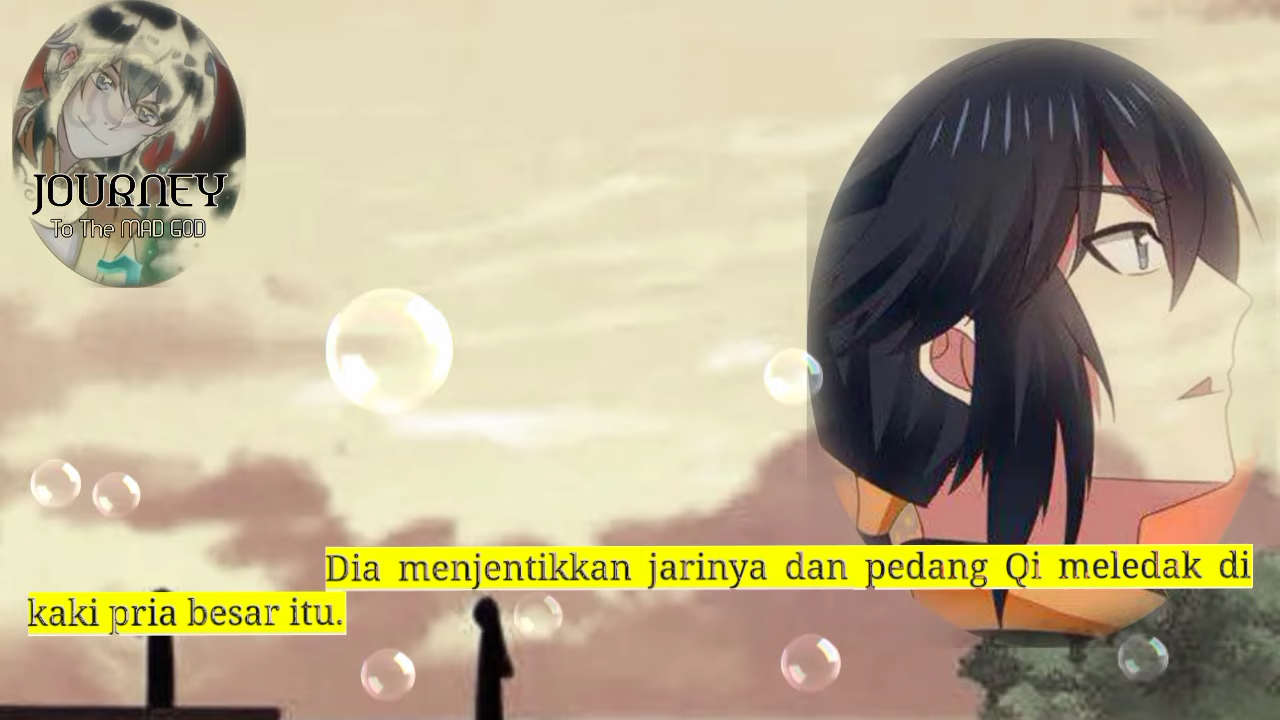 JOURNEY
To The MAD GOD
Dia menjentikkan jarinya dan pedang Qi meledak di
kaki pria besar itu.